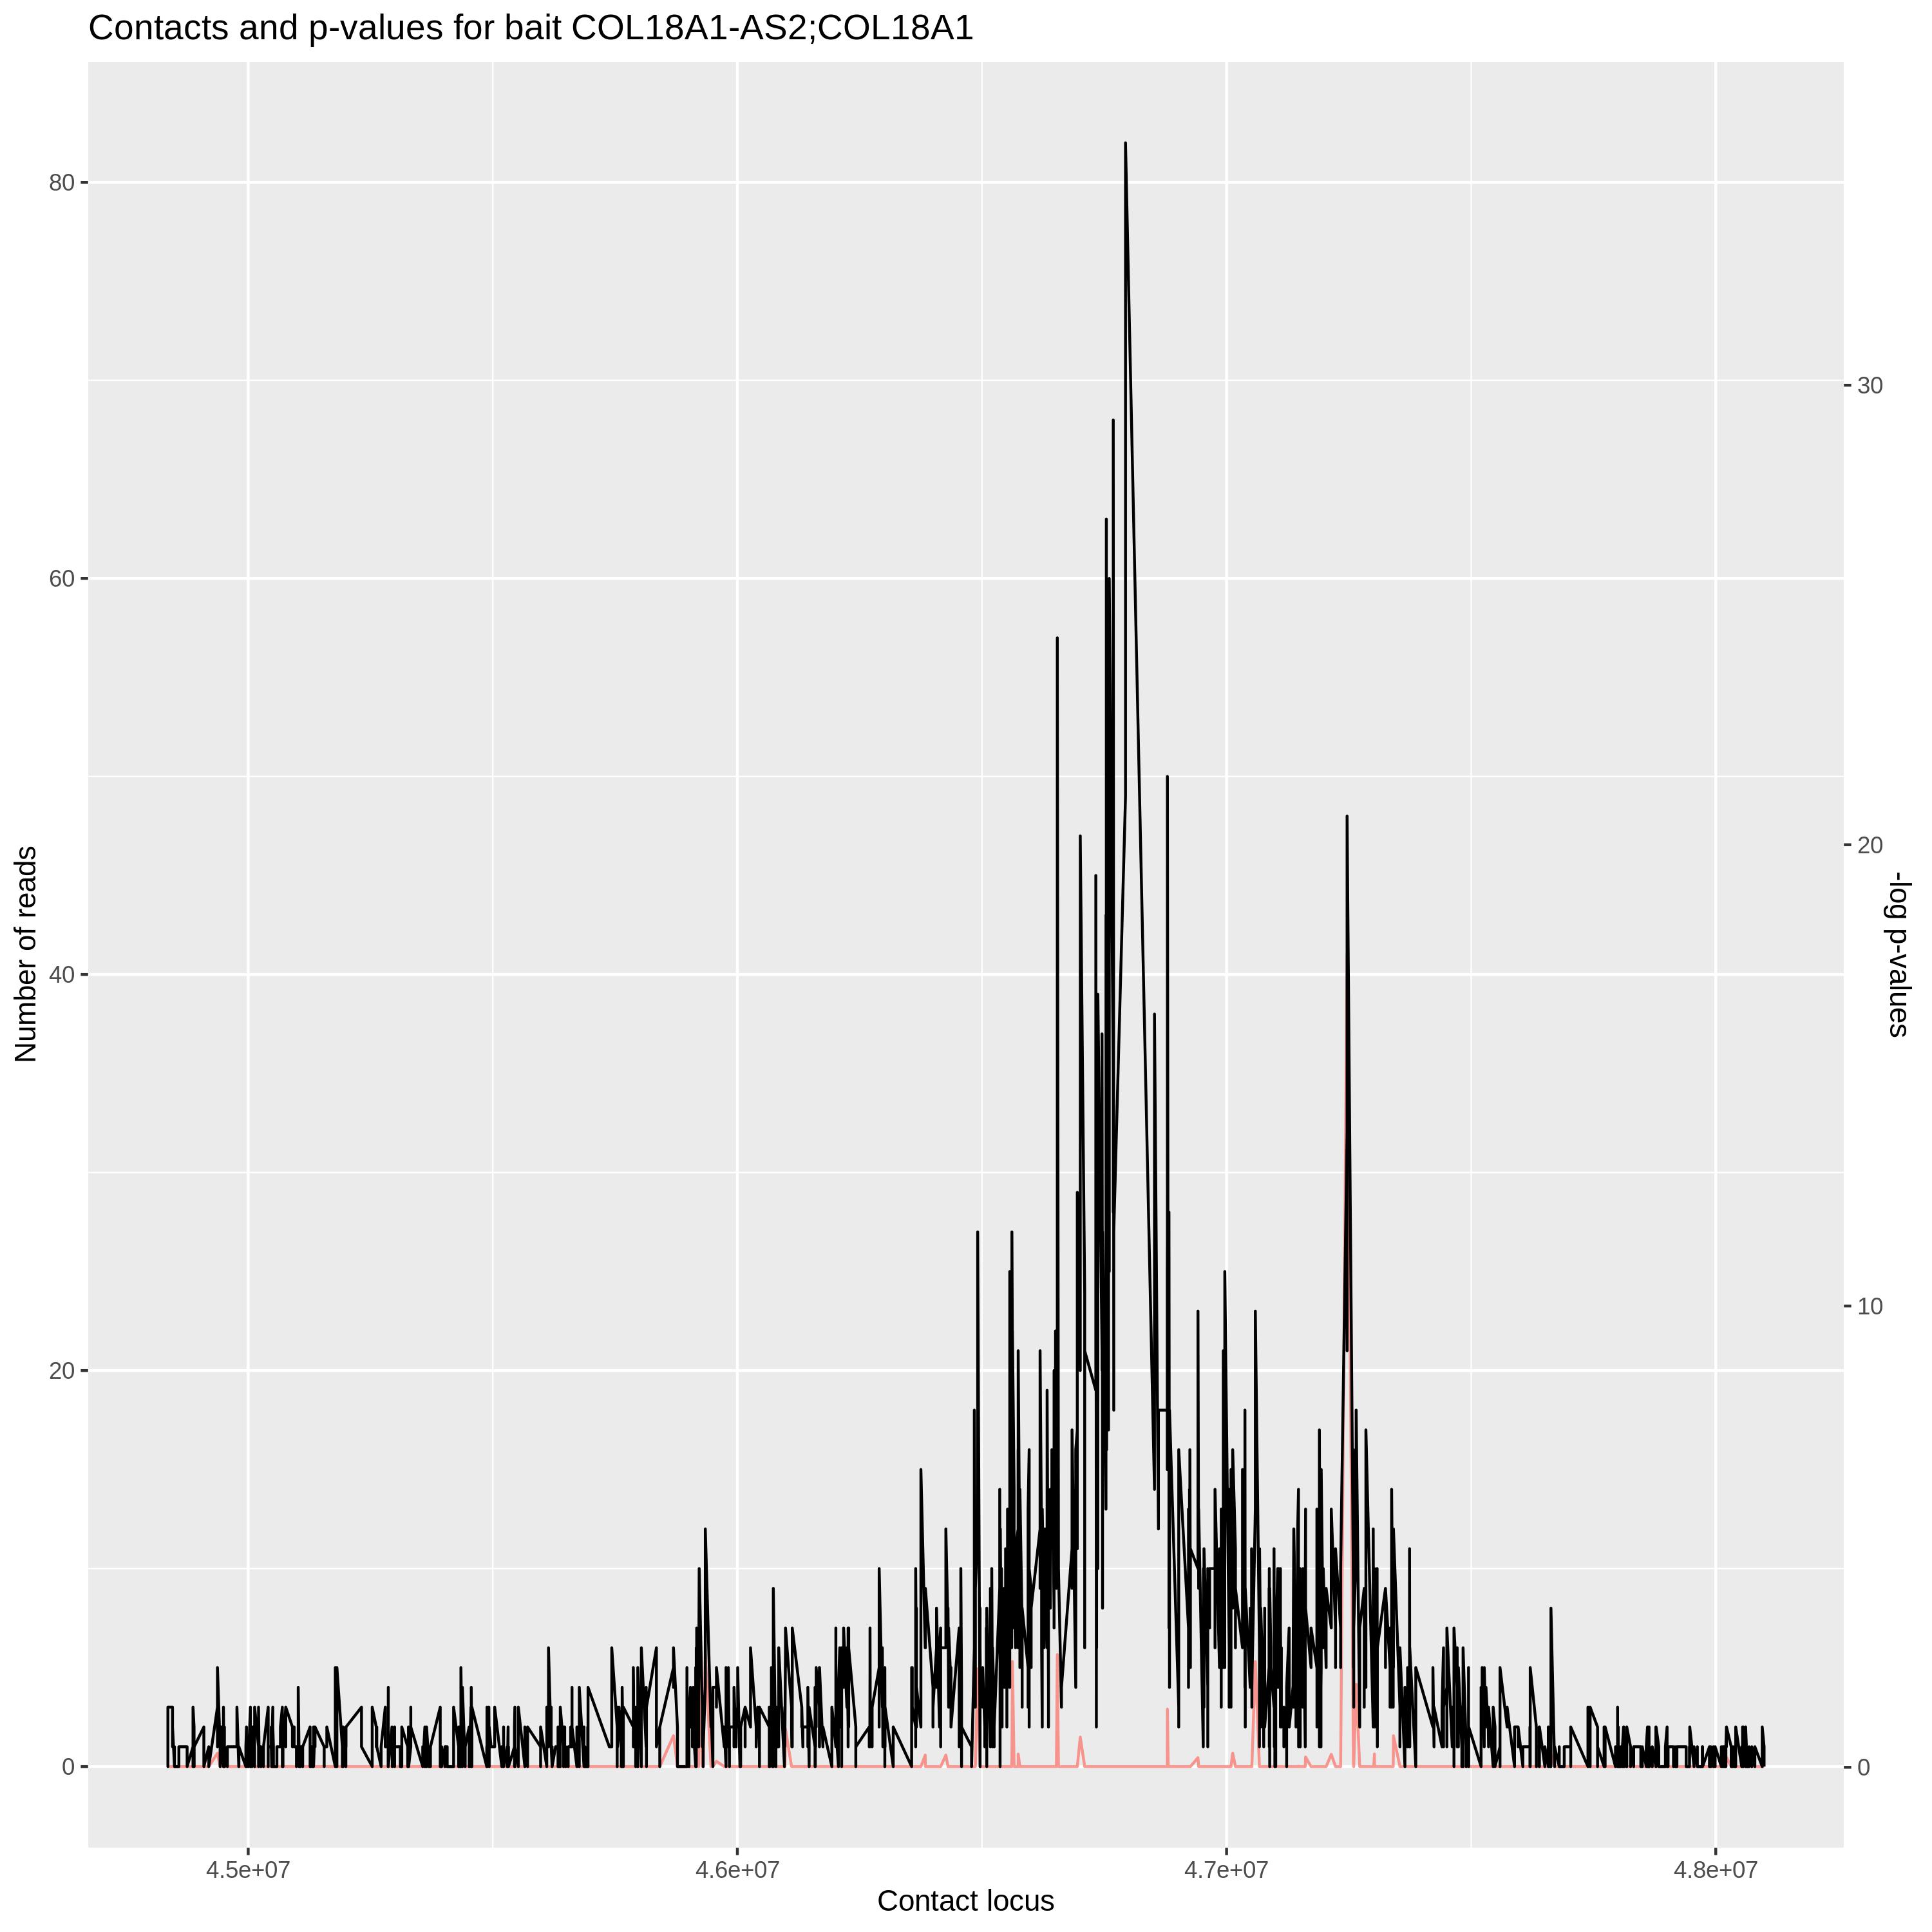 Contacts and p-values for bait COL18A1-AS2;COL18A1
80
60
40
20
0
30
20
10
0
Number of reads
-log p-values
4.5e+07
4.6e+07
4.7e+07
4.8e+07
Contact locus